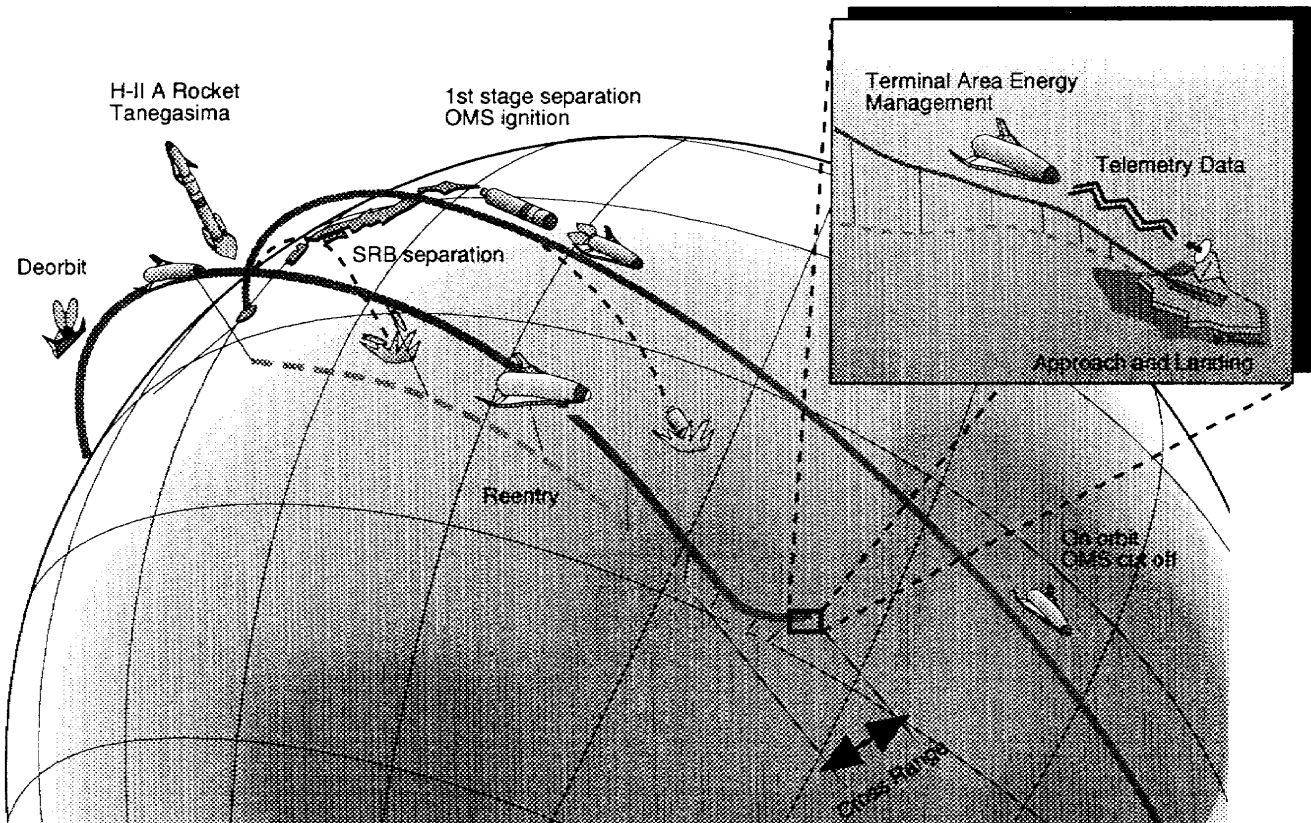 H-II A Rocket
Tanegasima
1st stage separation
OMS ignition
Terminal Area Energy
Management
Telemetry Data
SRB separation
Deorbit
Approach and Landing
Reentry
On orbit
OMS cut off
Cross Range